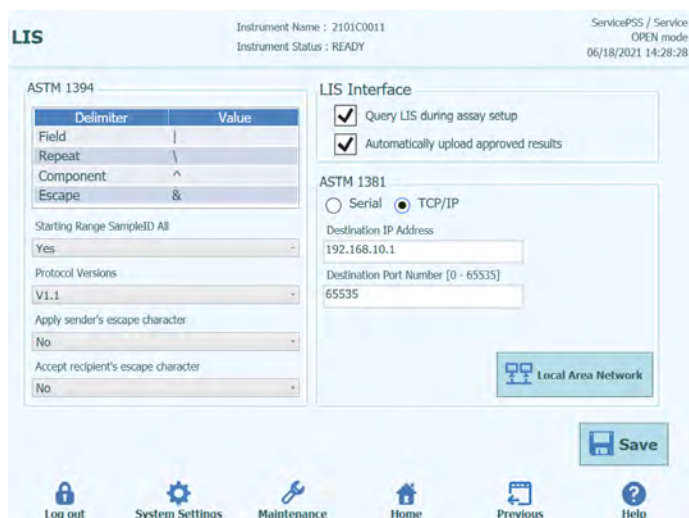 LIS
Instrument Name : 2101C0011
Instrument Status : READY
ServicePSS / Service
OPEN mode
06/18/2021 14:28:28
ASTM 1394
Delimiter Value
Field |
Repeat \
Component ^
Escape &
Starting Range SampleID All
Yes
Protocol Versions
V1.1
Apply sender's escape character
No
Accept recipient's escape character
No
LIS Interface
Query LIS during assay setup
Automatically upload approved results
ASTM 1381
Serial TCP/IP
Destination IP Address
192.168.10.1
Destination Port Number [0 - 65535]
65535
Local Area Network
Save
Log out System Settings Maintenance Home Previous Help